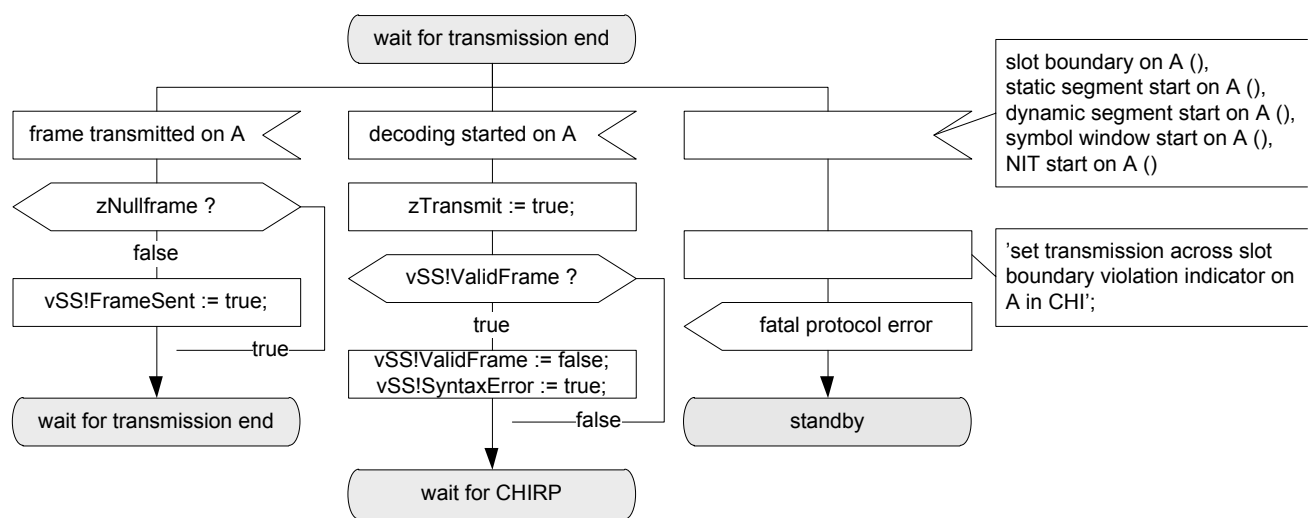 wait for transmission end
frame transmitted on A
zNullframe ?
false
vSS!FrameSent := true;
true
wait for transmission end
decoding started on A
zTransmit := true;
vSS!ValidFrame ?
true
vSS!ValidFrame := false;
vSS!SyntaxError := true;
false
wait for CHIRP
slot boundary on A (),
static segment start on A (),
dynamic segment start on A (),
symbol window start on A (),
NIT start on A ()
'set transmission across slot
boundary violation indicator on
A in CHI';
fatal protocol error
standby